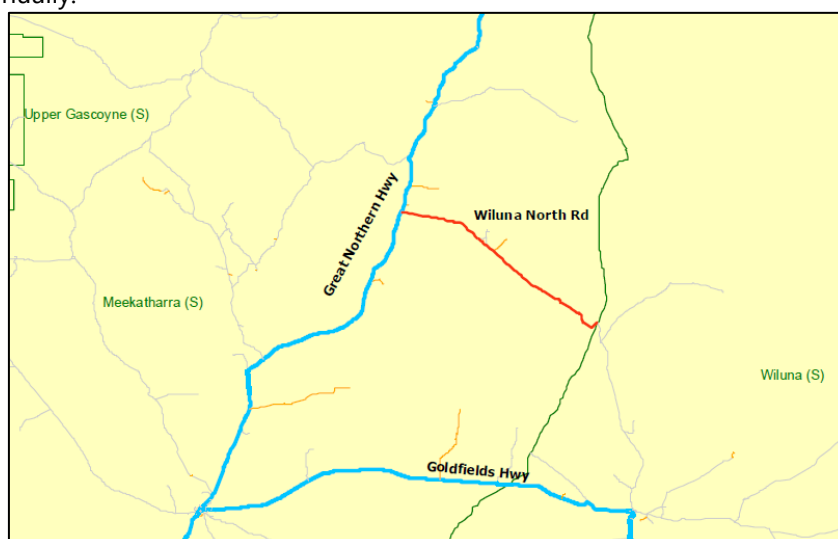 Upper Gascoyne (S)
Great Northern Hwy
Wiluna North Rd
Meekatharra (S)
Wiluna (S)
Goldfields Hwy